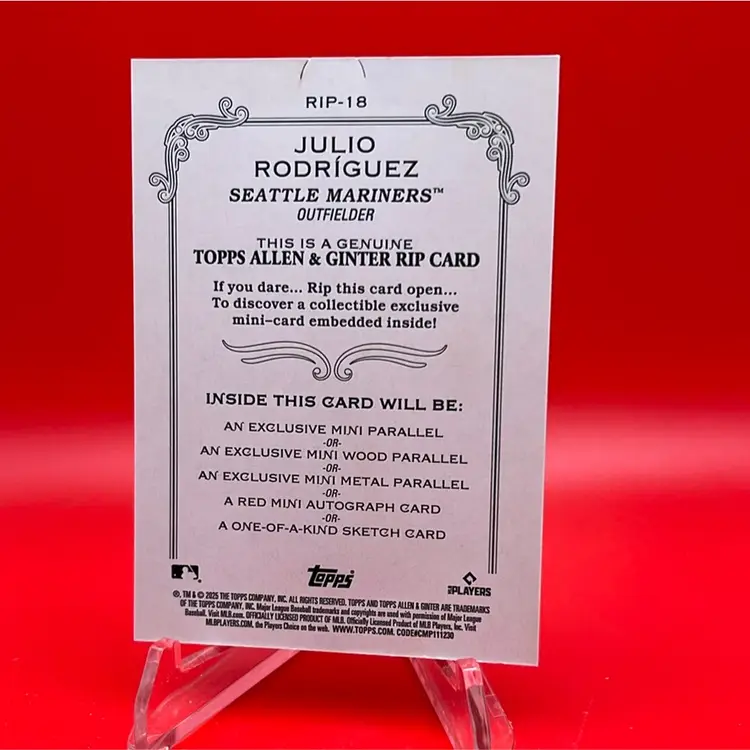 RIP-18
JULIO
RODRÍGUEZ
SEATTLE MARINERS™
OUTFIELDER
THIS IS A GENUINE
TOPPS ALLEN & GINTER RIP CARD
If you dare... Rip this card open...
To discover a collectible exclusive
mini-card embedded inside!
INSIDE THIS CARD WILL BE:
AN EXCLUSIVE MINI PARALLEL
-OR-
AN EXCLUSIVE MINI WOOD PARALLEL
-OR-
AN EXCLUSIVE MINI METAL PARALLEL
-OR-
A RED MINI AUTOGRAPH CARD
-OR-
A ONE-OF-A-KIND SKETCH CARD
Topps
MLB PLAYERS
®, TM & © 2025 THE TOPPS COMPANY, INC. ALL RIGHTS RESERVED. TOPPS AND TOPPS ALLEN & GINTER ARE TRADEMARKS
OF THE TOPPS COMPANY, INC. Major League Baseball trademarks and copyrights are used with permission of Major League
Baseball. Visit MLB.com. OFFICIALLY LICENSED PRODUCT OF MLB. Officially Licensed Product of MLB Players, Inc. Visit
MLBPLAYERS.COM, the Players Choice on the web. WWW.TOPPS.COM. CODE#CMP111230